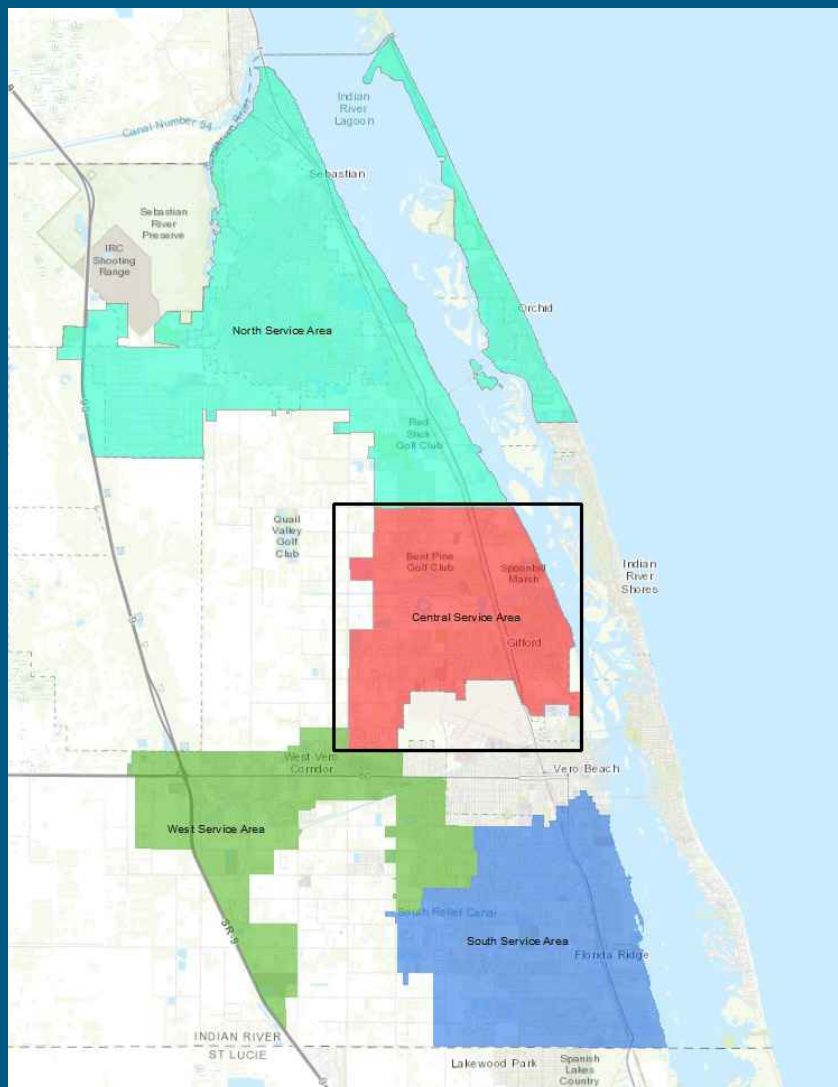 Indian
River
Lagoon
Canal Number 54
Sebastian River
Sebastian
Sebastian
River
Preserve
IRC
Shooting
Range
Orchid
North Service Area
Red
Stick
Golf Club
Quail
Valley
Golf
Club
Bent Pine
Golf Club
Spoonbill
Marsh
Indian
River
Shores
Central Service Area
Gifford
West Vero
Corridor
60
Vero Beach
West Service Area
South Relief Canal
SR-9
South Service Area
Florida Ridge
INDIAN RIVER
ST LUCIE
Lakewood Park
Spanish
Lakes
Country